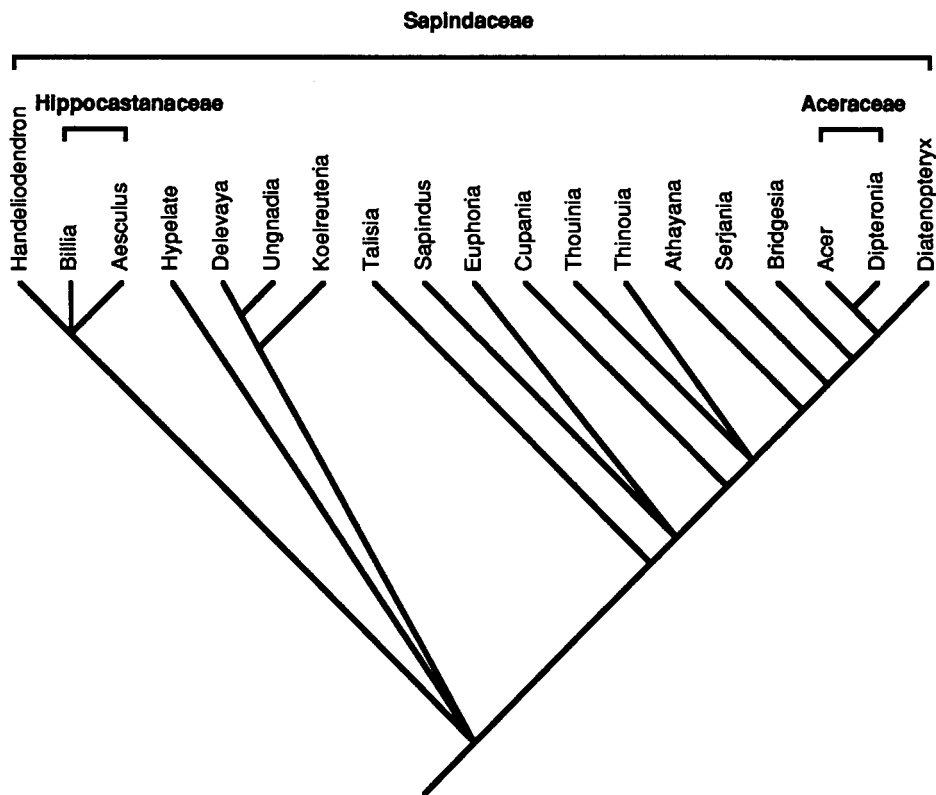 Sapindaceae
Hippocastanaceae
Aceraceae
Handeliodendron
Billia
Aesculus
Hypelate
Delevaya
Ungnadia
Koelreuteria
Talisia
Sapindus
Euphoria
Cupania
Thouinia
Thinouia
Athayana
Serjania
Bridgesia
Acer
Dipteronia
Diatenopteryx